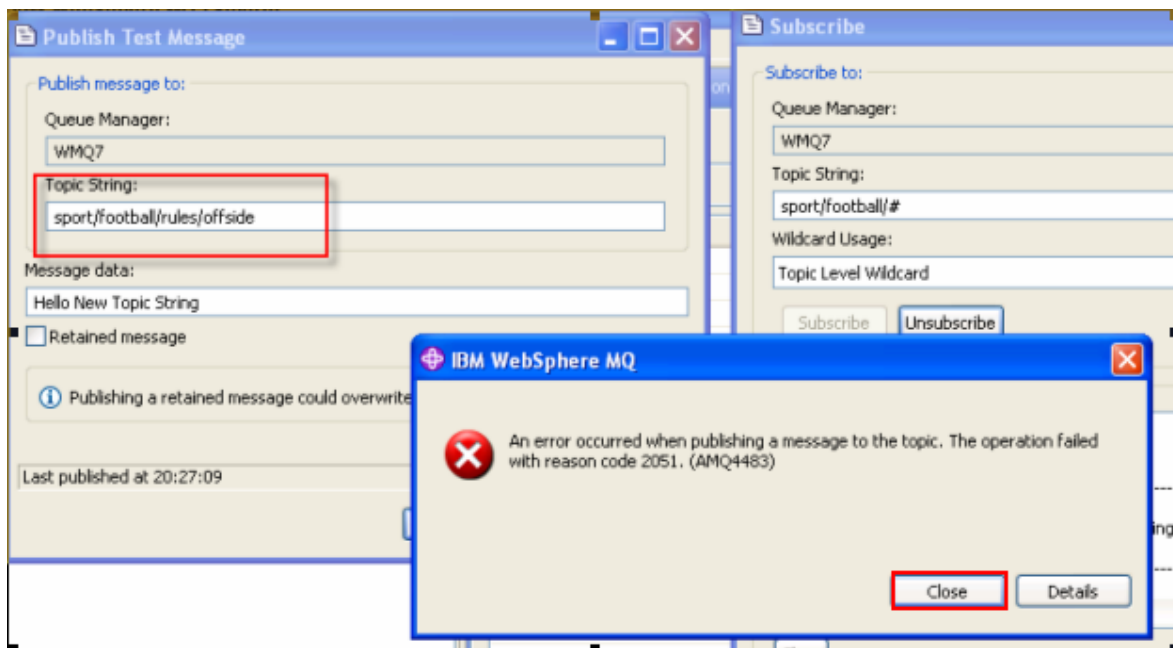 Publish Test Message
Publish message to:
Queue Manager:
WMQ7
Topic String:
sport/football/rules/offside
Message data:
Hello New Topic String
Retained message
Publishing a retained message could overwrite
Last published at 20:27:09
Subscribe
Subscribe to:
Queue Manager:
WMQ7
Topic String:
sport/football/#
Wildcard Usage:
Topic Level Wildcard
Subscribe Unsubscribe
IBM WebSphere MQ
An error occurred when publishing a message to the topic. The operation failed
with reason code 2051. (AMQ4483)
Close Details